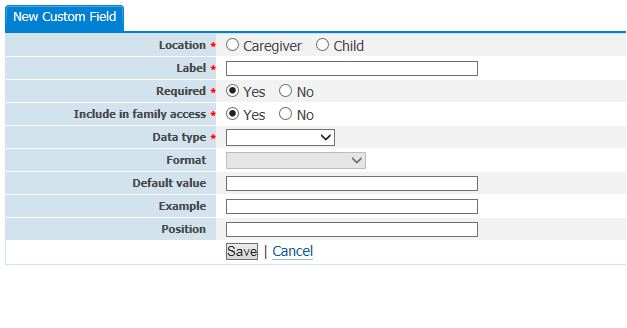 New Custom Field
Location * Caregiver Child
Label *
Required * Yes No
Include in family access * Yes No
Data type *
Format
Default value
Example
Position
Save | Cancel